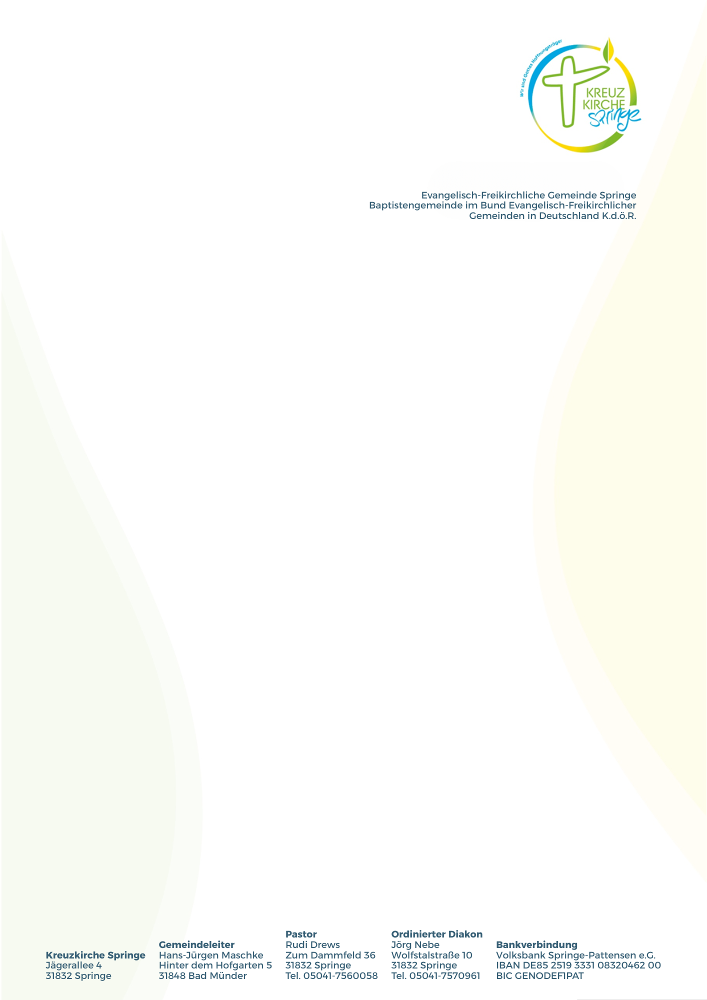 Wir sind Gottes Hoffnungsträger
KREUZ
KIRCHE
Springe
Evangelisch-Freikirchliche Gemeinde Springe
Baptistengemeinde im Bund Evangelisch-Freikirchlicher
Gemeinden in Deutschland K.d.ö.R.
Kreuzkirche Springe
Jägerallee 4
31832 Springe
Gemeindeleiter
Hans-Jürgen Maschke
Hinter dem Hofgarten 5
31848 Bad Münder
Pastor
Rudi Drews
Zum Dammfeld 36
31832 Springe
Tel. 05041-7560058
Ordinierter Diakon
Jörg Nebe
Wolfstalstraße 10
31832 Springe
Tel. 05041-7570961
Bankverbindung
Volksbank Springe-Pattensen e.G.
IBAN DE85 2519 3331 08320462 00
BIC GENODEF1PAT